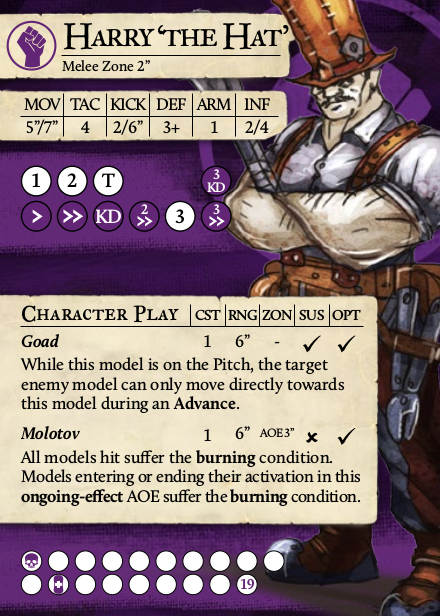 HARRY ‘THE HAT’
Melee Zone 2”
MOV TAC KICK DEF ARM INF
5”/7” 4 2/6” 3+ 1 2/4
1 2 T 3 KD
> >> KD 2 >> 3 3 >>
CHARACTER PLAY CST RNG ZON SUS OPT
Goad 1 6” - ✓ ✓
While this model is on the Pitch, the target
enemy model can only move directly towards
this model during an Advance.
Molotov 1 6” AOE 3” ✘ ✓
All models hit suffer the burning condition.
Models entering or ending their activation in this
ongoing-effect AOE suffer the burning condition.
19